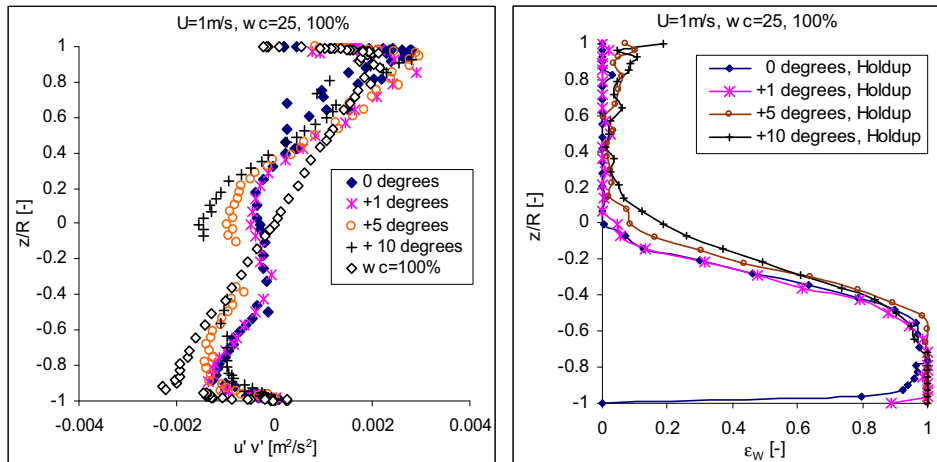 U=1m/s, wc=25, 100%
z/R [-]
1
0.8
0.6
0.4
0.2
0
-0.2
-0.4
-0.6
-0.8
-1
0 degrees
+1 degrees
+5 degrees
+ 10 degrees
wc=100%
-0.004
-0.002
0
0.002
0.004
u' v' [m²/s²]
U=1m/s, wc=25, 100%
z/R [-]
1
0.8
0.6
0.4
0.2
0
-0.2
-0.4
-0.6
-0.8
-1
0 degrees, Holdup
+1 degrees, Holdup
+5 degrees, Holdup
+10 degrees, Holdup
0
0.2
0.4
0.6
0.8
1
εW [-]